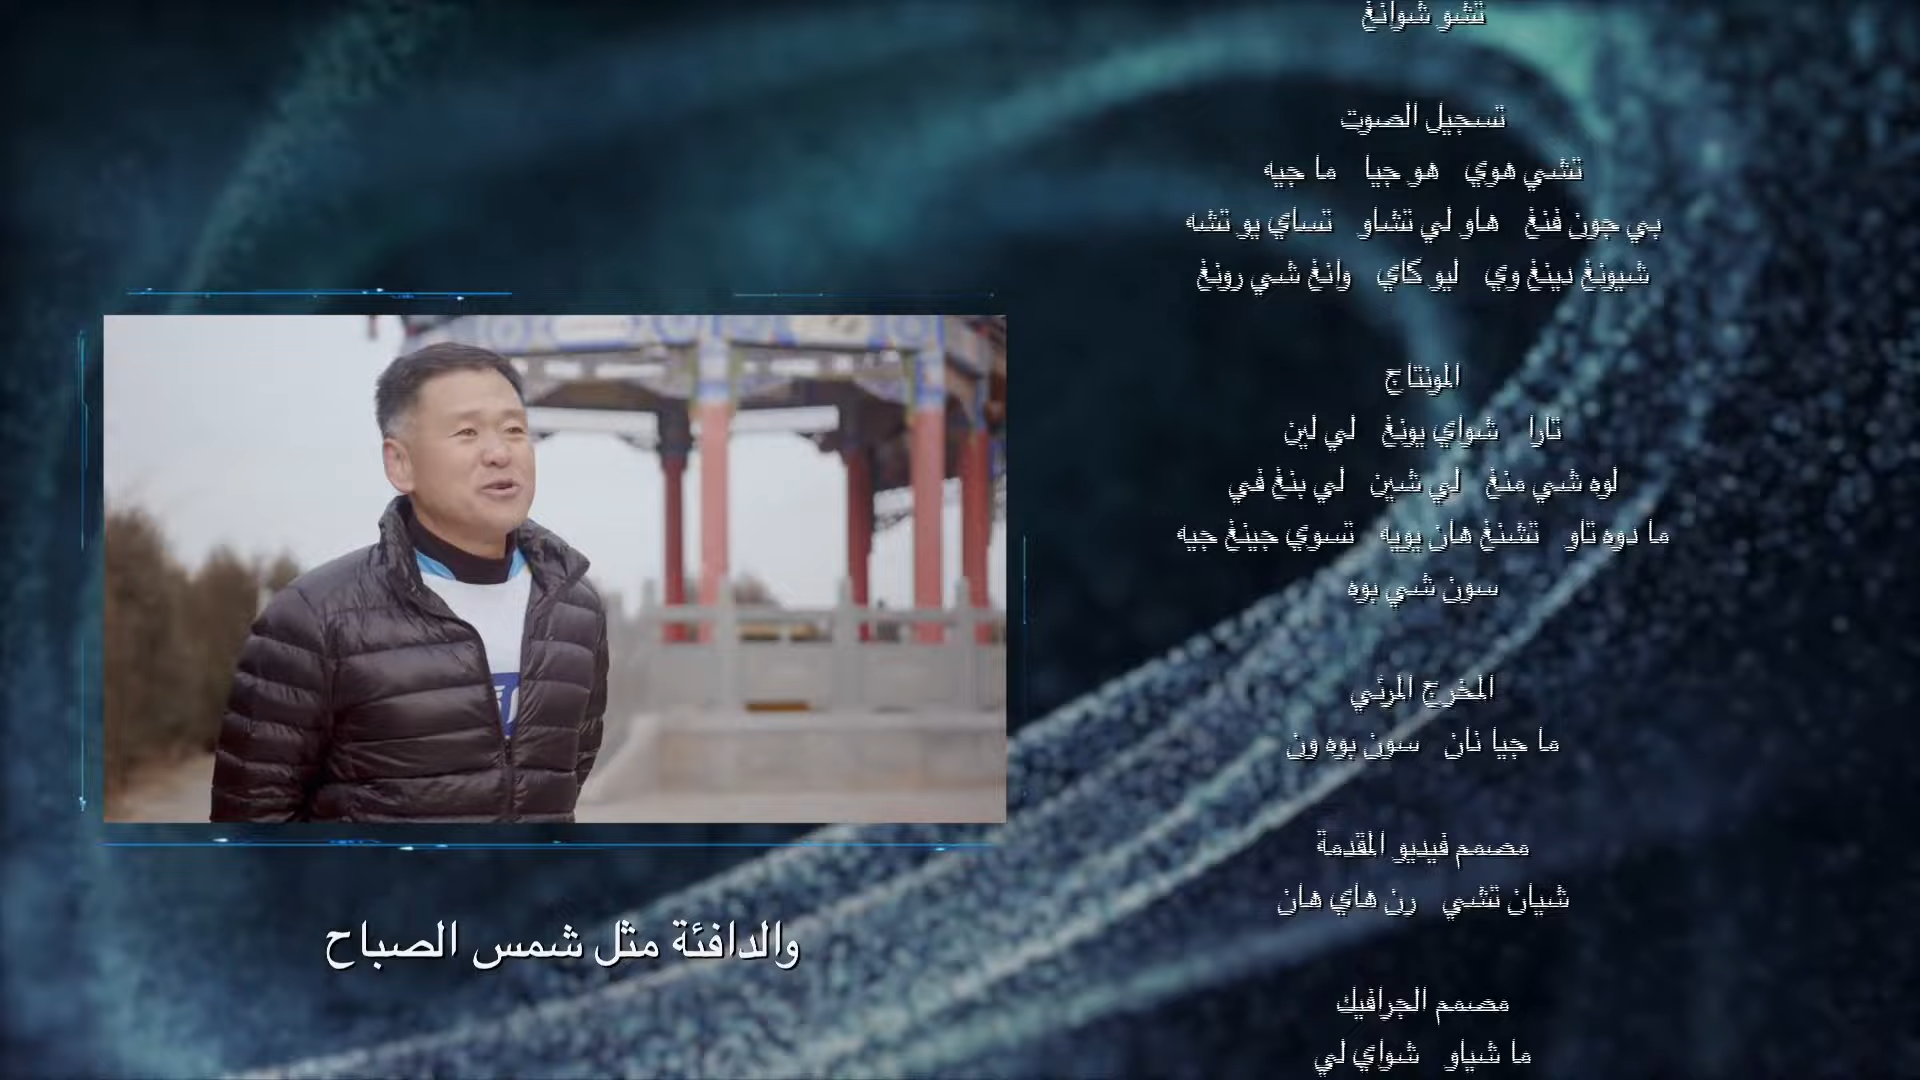 تشو شوانغ
تسجيل الصوت
تشي هوي هو جيا ما جيه
بي جون فنغ هاو لي تشاو تساي يو تشه
شيونغ دينغ وي ليو كاي وانغ شي رونغ
المونتاج
تارا شواي يونغ لي لين
لوه شي منغ لي شين لي بنغ في
ما دوه تاو تشنغ هان يويه تسوي جينغ جيه
سون شي بوه
المخرج المرئي
ما جيا نان سون بوه ون
مصمم فيديو المقدمة
شيان تشي رن هاي هان
مصمم الجرافيك
ما شياو شواي لي
والدافئة مثل شمس الصباح